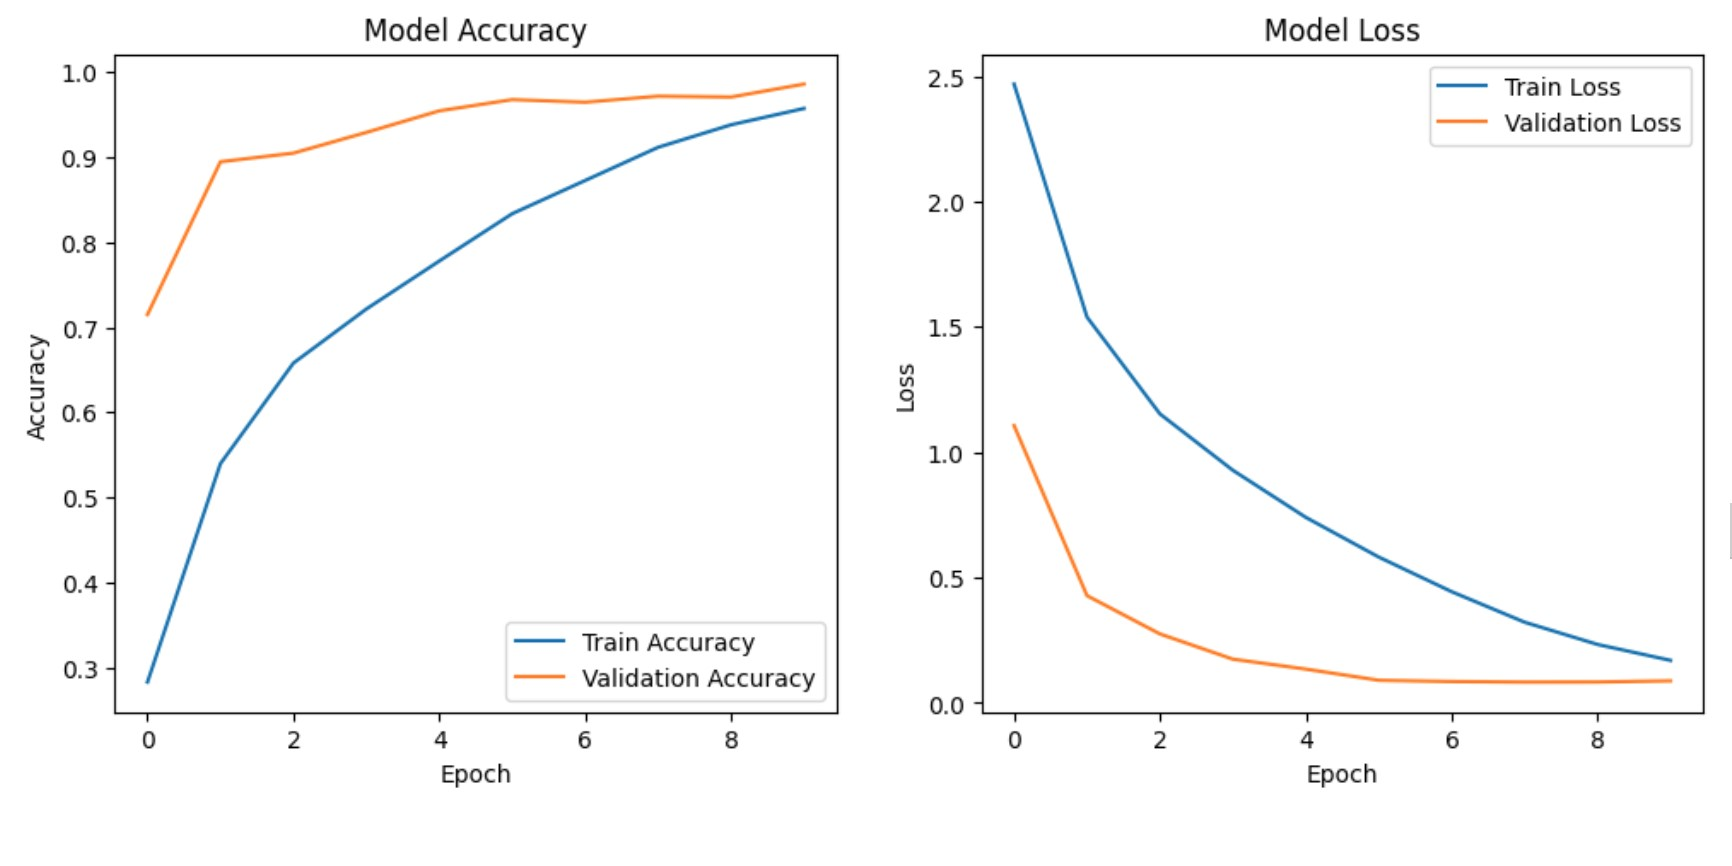 Model Accuracy
1.0
0.9
0.8
0.7
0.6
0.5
0.4
0.3
Accuracy
Train Accuracy
Validation Accuracy
0 2 4 6 8
Epoch
Model Loss
2.5
2.0
1.5
1.0
0.5
0.0
Loss
Train Loss
Validation Loss
0 2 4 6 8
Epoch